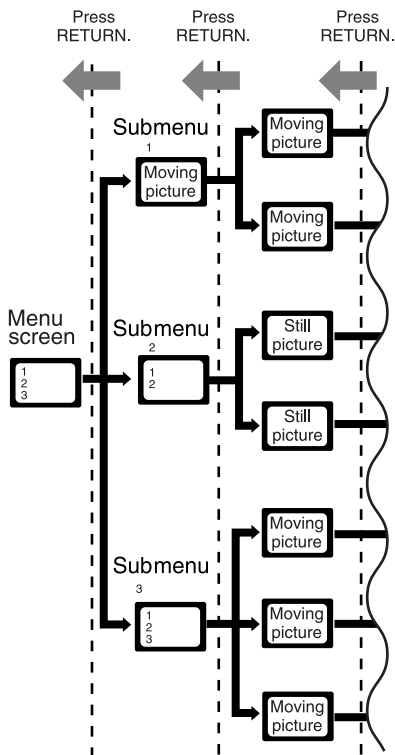 Press
RETURN.
Press
RETURN.
Press
RETURN.
Submenu
1
Moving
picture
Moving
picture
Moving
picture
Menu
screen
1
2
3
Submenu
2
1
2
Still
picture
Still
picture
Submenu
3
1
2
3
Moving
picture
Moving
picture
Moving
picture